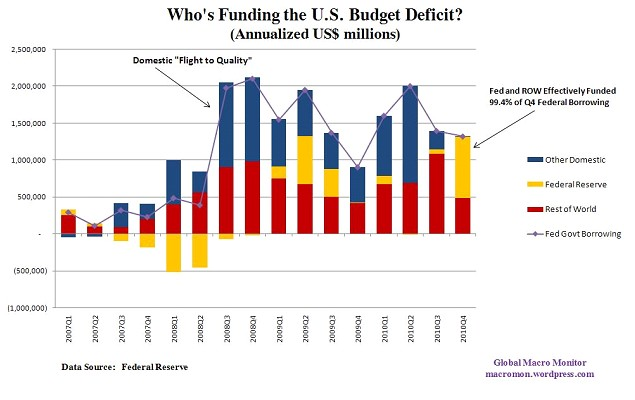 Who's Funding the U.S. Budget Deficit?
(Annualized US$ millions)
2,500,000
2,000,000
1,500,000
1,000,000
500,000
-
(500,000)
(1,000,000)
Domestic "Flight to Quality"
Fed and ROW Effectively Funded
99.4% of Q4 Federal Borrowing
Other Domestic
Federal Reserve
Rest of World
Fed Govt Borrowing
2007Q1
2007Q2
2007Q3
2007Q4
2008Q1
2008Q2
2008Q3
2008Q4
2009Q1
2009Q2
2009Q3
2009Q4
2010Q1
2010Q2
2010Q3
2010Q4
Data Source: Federal Reserve
Global Macro Monitor
macromon.wordpress.com